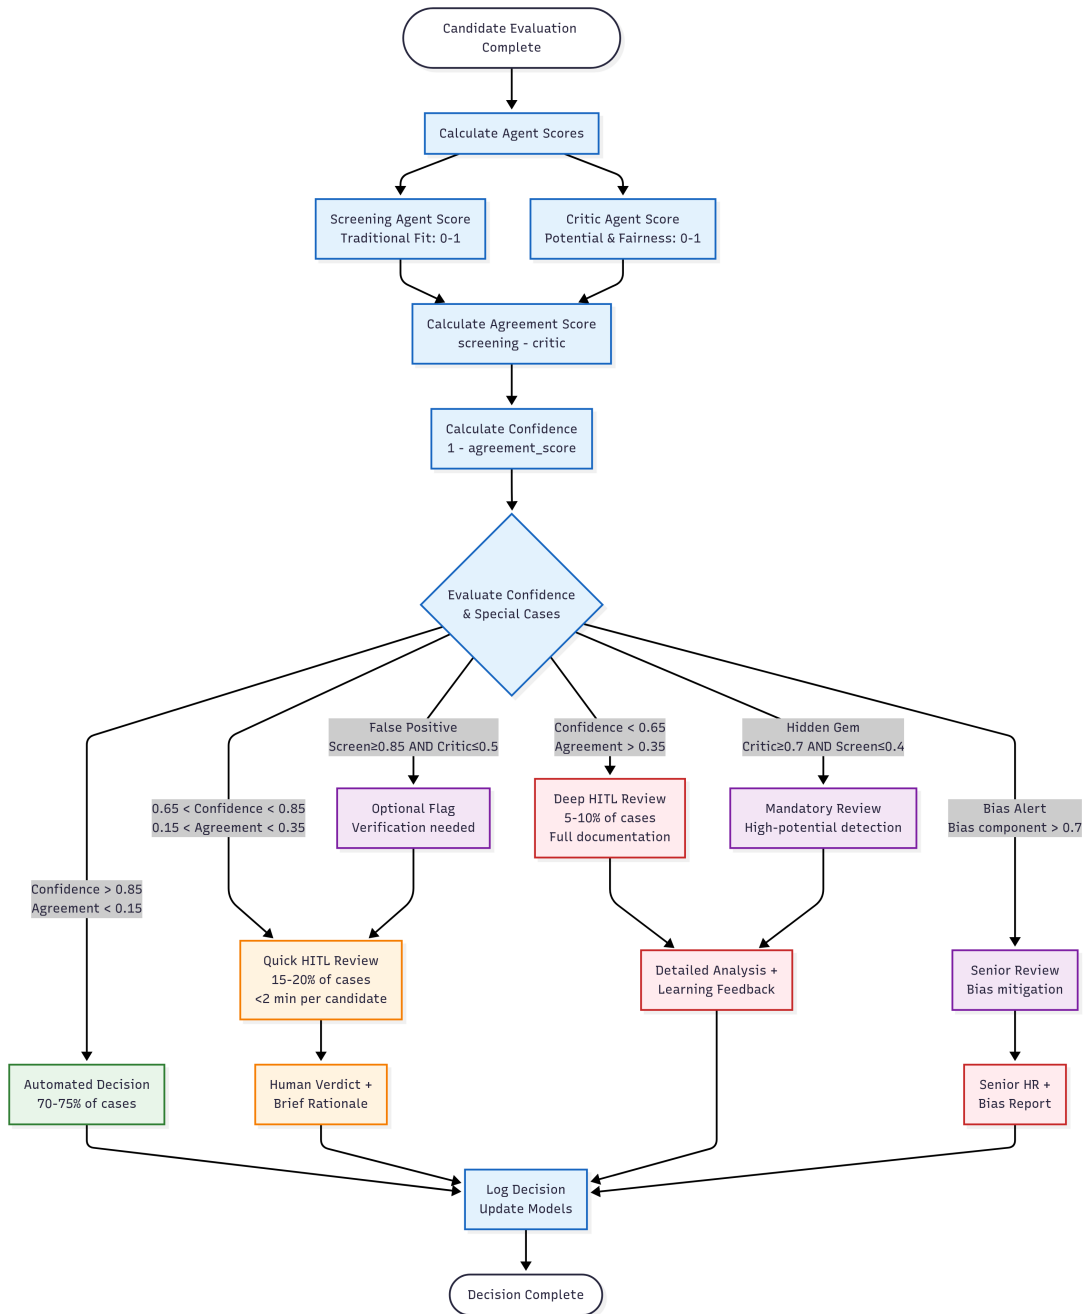 Candidate Evaluation
Complete
Calculate Agent Scores
Screening Agent Score
Traditional Fit: 0-1
Critic Agent Score
Potential & Fairness: 0-1
Calculate Agreement Score
screening - critic
Calculate Confidence
1 - agreement_score
Evaluate Confidence
& Special Cases
False Positive
Screen≥0.85 AND Critic≤0.5
Confidence < 0.65
Agreement > 0.35
Hidden Gem
Critic≥0.7 AND Screen≤0.4
0.65 < Confidence < 0.85
0.15 < Agreement < 0.35
Optional Flag
Verification needed
Deep HITL Review
5-10% of cases
Full documentation
Mandatory Review
High-potential detection
Bias Alert
Bias component > 0.7
Confidence > 0.85
Agreement < 0.15
Quick HITL Review
15-20% of cases
<2 min per candidate
Detailed Analysis +
Learning Feedback
Senior Review
Bias mitigation
Automated Decision
70-75% of cases
Human Verdict +
Brief Rationale
Senior HR +
Bias Report
Log Decision
Update Models
Decision Complete